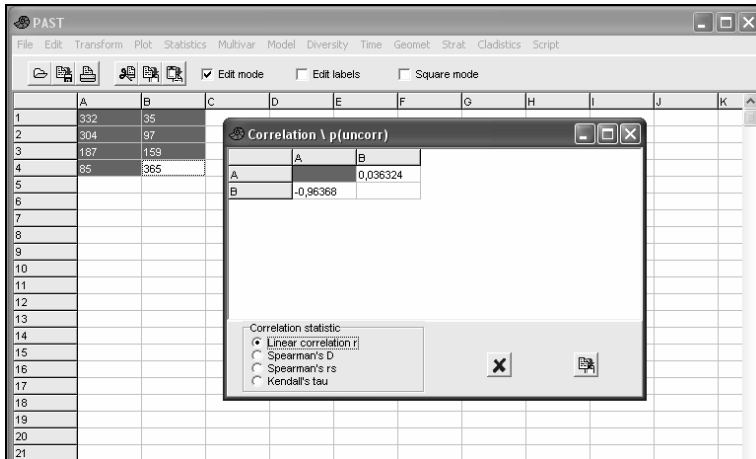 PAST
File Edit Transform Plot Statistics Multivar Model Diversity Time Geomet Strat Cladistics Script
Edit mode Edit labels Square mode
A B C D E F G H I J K
1 332 35
2 304 97
3 187 159
4 85 365
5
6
7
8
9
10
11
12
13
14
15
16
17
18
19
20
21
Correlation \ p(uncorr)
A B
A 0,036324
B -0,96368
Correlation statistic
Linear correlation r
Spearman's D
Spearman's rs
Kendall's tau